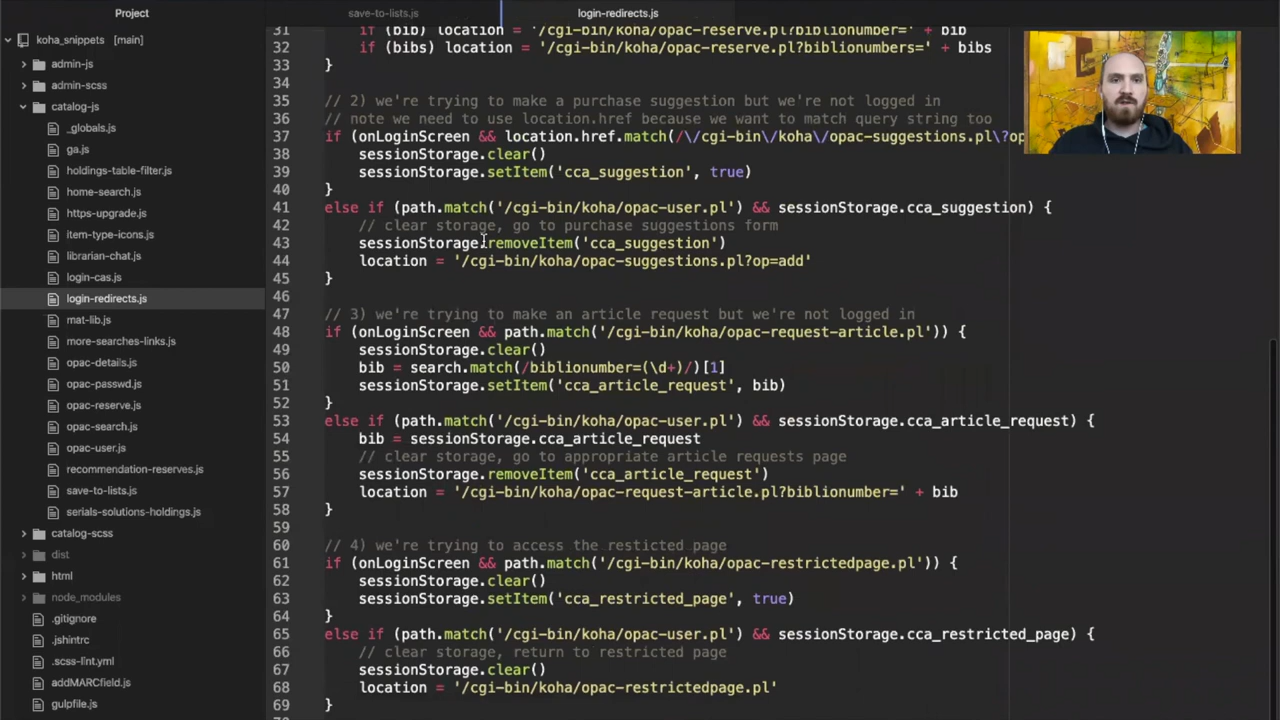 Project
koha_snippets [main]
admin-js
admin-scss
catalog-js
_globals.js
ga.js
holdings-table-filter.js
home-search.js
https-upgrade.js
item-type-icons.js
librarian-chat.js
login-cas.js
login-redirects.js
mat-lib.js
more-searches-links.js
opac-details.js
opac-passwd.js
opac-reserve.js
opac-search.js
opac-user.js
recommendation-reserves.js
save-to-lists.js
serials-solutions-holdings.js
catalog-scss
dist
html
node_modules
.gitignore
.jshintrc
.scss-lint.yml
addMARCfield.js
gulpfile.js
save-to-lists.js
login-redirects.js
31 if (bib) location = '/cgi-bin/koha/opac-reserve.pl?biblionumber=' + bib
32 if (bibs) location = '/cgi-bin/koha/opac-reserve.pl?biblionumbers=' + bibs
33 }
34
35 // 2) we're trying to make a purchase suggestion but we're not logged in
36 // note we need to use location.href because we want to match query string too
37 if (onLoginScreen && location.href.match(/\/cgi-bin\/koha\/opac-suggestions.pl\?op
38 sessionStorage.clear()
39 sessionStorage.setItem('cca_suggestion', true)
40 }
41 else if (path.match('/cgi-bin/koha/opac-user.pl') && sessionStorage.cca_suggestion) {
42 // clear storage, go to purchase suggestions form
43 sessionStorage.removeItem('cca_suggestion')
44 location = '/cgi-bin/koha/opac-suggestions.pl?op=add'
45 }
46
47 // 3) we're trying to make an article request but we're not logged in
48 if (onLoginScreen && path.match('/cgi-bin/koha/opac-request-article.pl')) {
49 sessionStorage.clear()
50 bib = search.match(/biblionumber=(\d+)/)[1]
51 sessionStorage.setItem('cca_article_request', bib)
52 }
53 else if (path.match('/cgi-bin/koha/opac-user.pl') && sessionStorage.cca_article_request) {
54 bib = sessionStorage.cca_article_request
55 // clear storage, go to appropriate article requests page
56 sessionStorage.removeItem('cca_article_request')
57 location = '/cgi-bin/koha/opac-request-article.pl?biblionumber=' + bib
58 }
59
60 // 4) we're trying to access the resticted page
61 if (onLoginScreen && path.match('/cgi-bin/koha/opac-restrictedpage.pl')) {
62 sessionStorage.clear()
63 sessionStorage.setItem('cca_restricted_page', true)
64 }
65 else if (path.match('/cgi-bin/koha/opac-user.pl') && sessionStorage.cca_restricted_page) {
66 // clear storage, return to restricted page
67 sessionStorage.clear()
68 location = '/cgi-bin/koha/opac-restrictedpage.pl'
69 }